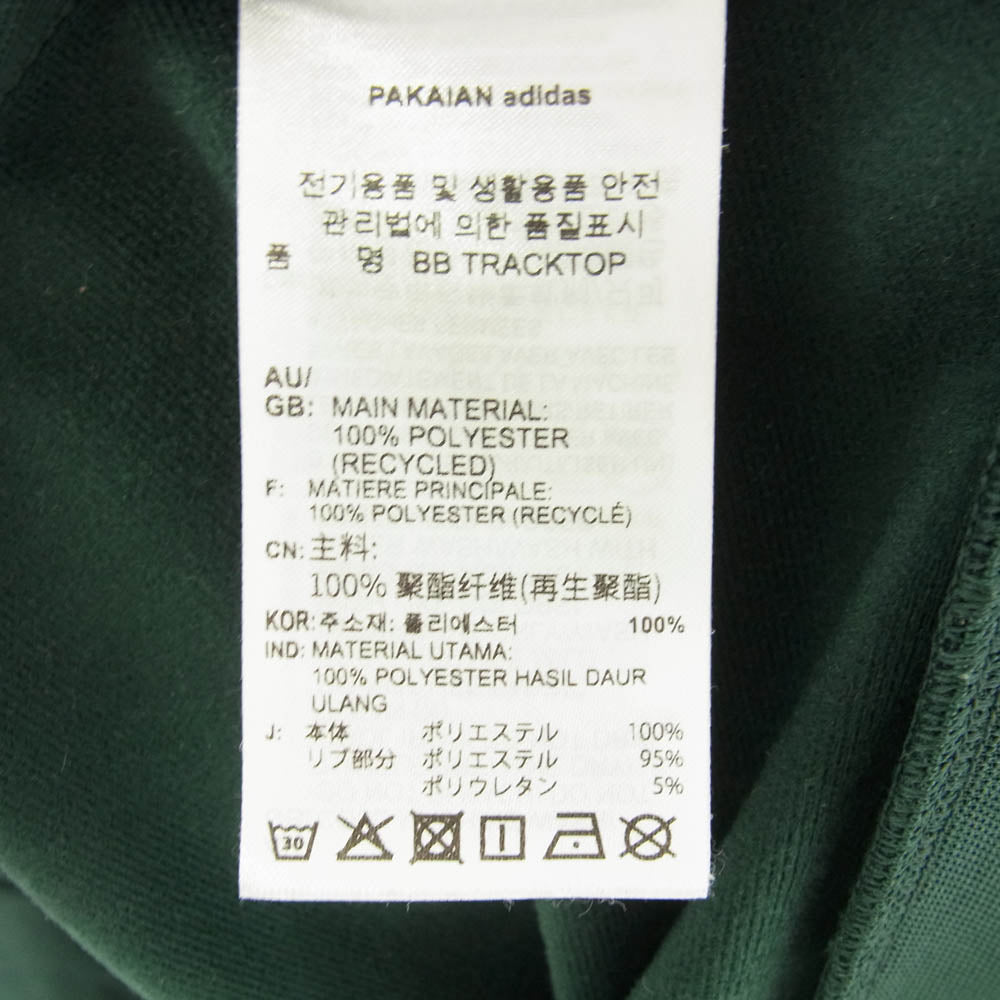 PAKAIAN adidas
전기용품 및 생활용품 안전
관리법에 의한 품질표시
품 명 BB TRACKTOP
AU/
GB: MAIN MATERIAL:
100% POLYESTER
(RECYCLED)
F: MATIERE PRINCIPALE:
100% POLYESTER (RECYCLÉ)
CN: 主料:
100% 聚酯纤维(再生聚酯)
KOR: 주소재: 폴리에스터 100%
IND: MATERIAL UTAMA:
100% POLYESTER HASIL DAUR
ULANG
J: 本体 ポリエステル 100%
リブ部分 ポリエステル 95%
ポリウレタン 5%
30